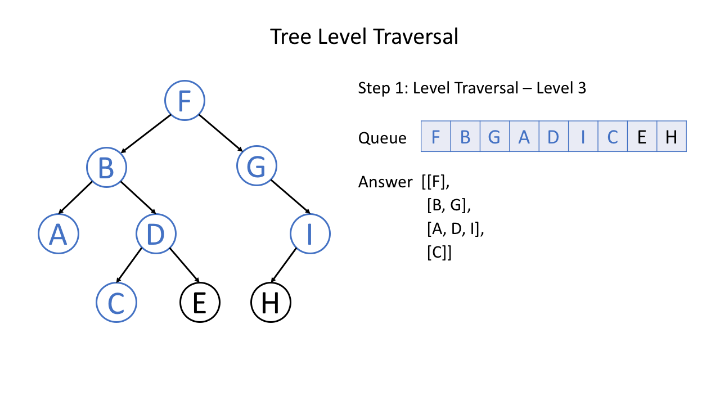 Tree Level Traversal
F
B
G
A
D
I
C
E
H
Step 1: Level Traversal – Level 3
Queue F B G A D I C E H
Answer [[F],
[B, G],
[A, D, I],
[C]]